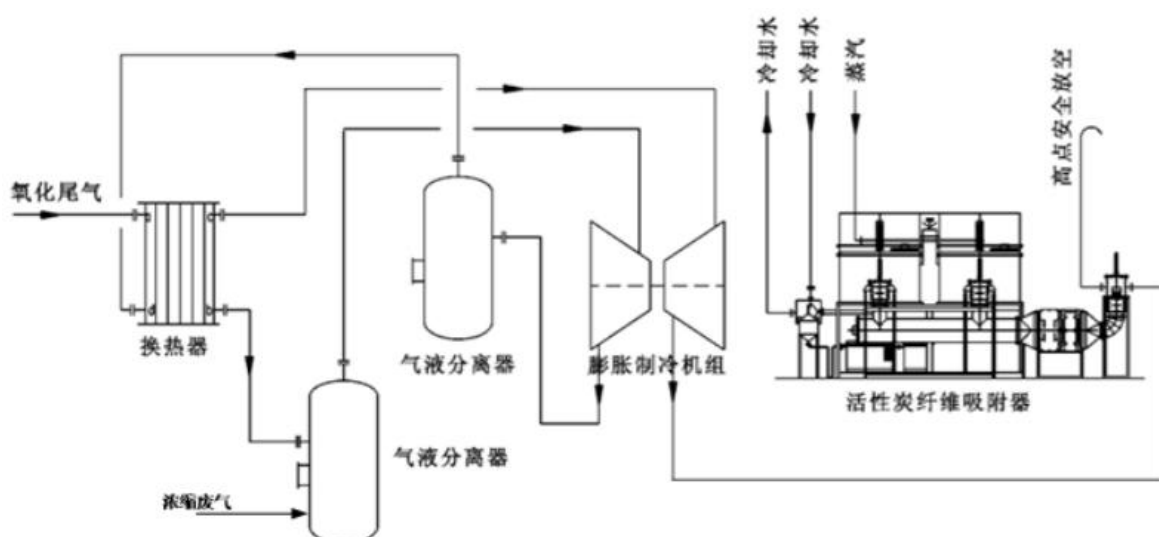 冷却水
冷却水
蒸汽
高点安全放空
氧化尾气
换热器
气液分离器
膨胀制冷机组
活性炭纤维吸附器
气液分离器
浓缩废气